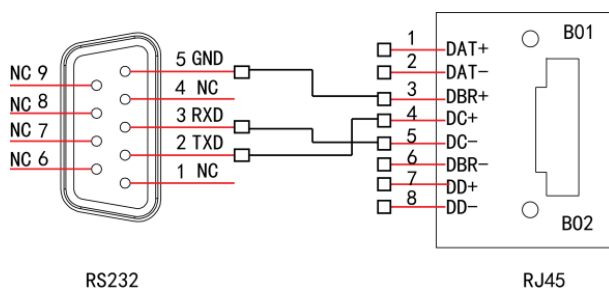 NC 9
NC 8
NC 7
NC 6
5 GND
4 NC
3 RXD
2 TXD
1 NC
RS232
1 DAT+
2 DAT-
3 DBR+
4 DC+
5 DC-
6 DBR-
7 DD+
8 DD-
B01
B02
RJ45